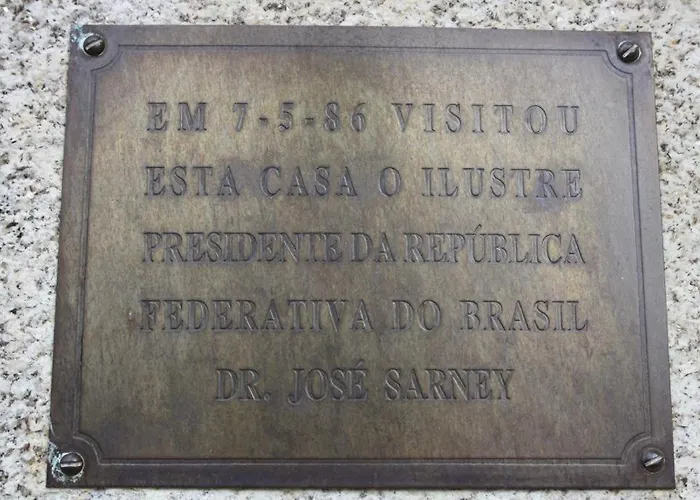 EM 7-5-86 VISITOU
ESTA CASA O ILUSTRE
PRESIDENTE DA REPÚBLICA
FEDERATIVA DO BRASIL
DR. JOSÉ SARNEY